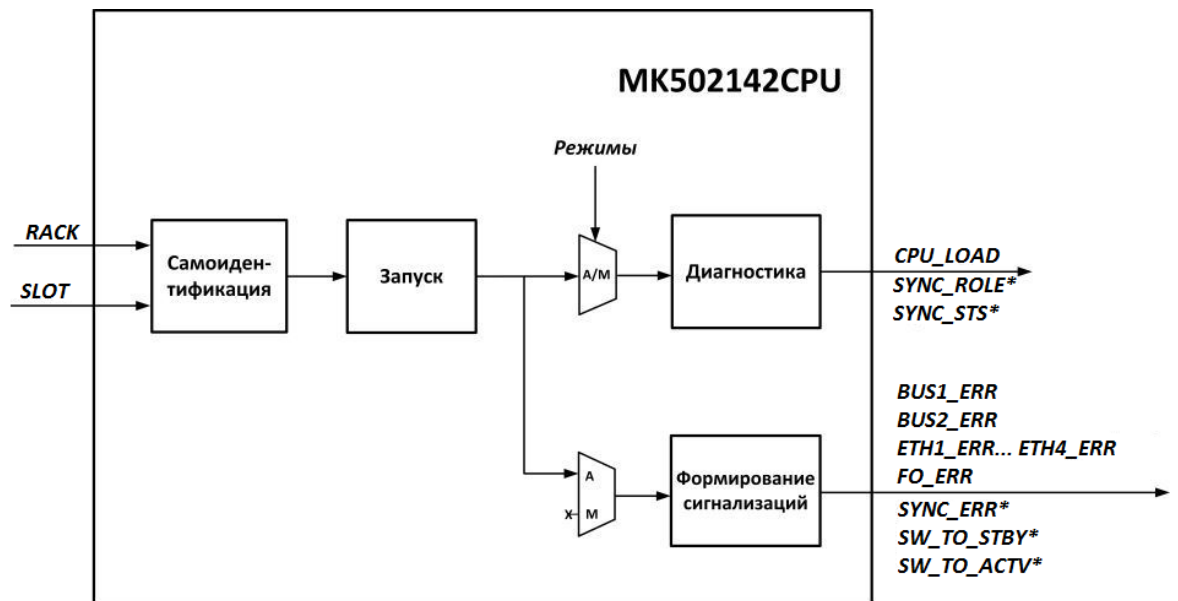 МК502142CPU
Режимы
RACK
SLOT
Самоиден-
тификация
Запуск
А/М
Диагностика
CPU_LOAD
SYNC_ROLE*
SYNC_STS*
BUS1_ERR
BUS2_ERR
ETH1_ERR... ETH4_ERR
FO_ERR
А
Х М
Формирование
сигнализаций
SYNC_ERR*
SW_TO_STBY*
SW_TO_ACTV*